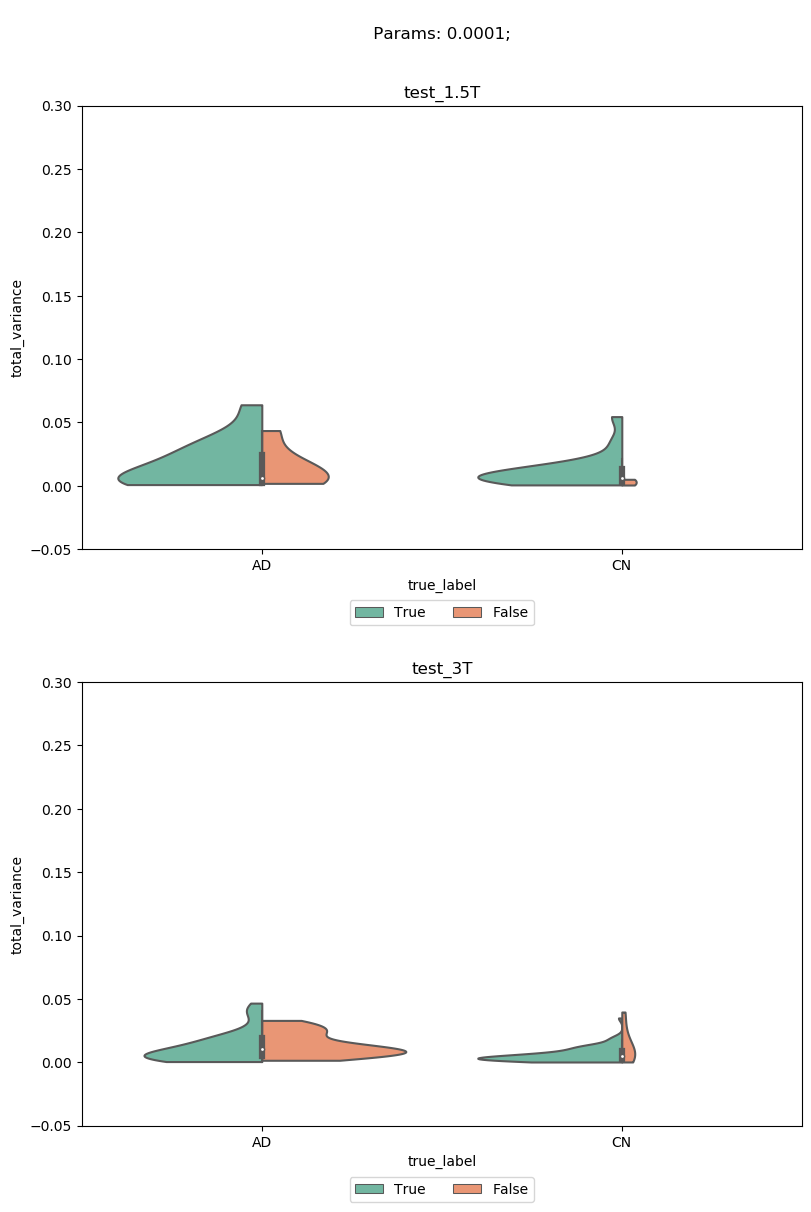 Params: 0.0001;
test_1.5T
0.30
0.25
0.20
0.15
0.10
0.05
0.00
−0.05
total_variance
AD
CN
true_label
True
False
test_3T
0.30
0.25
0.20
0.15
0.10
0.05
0.00
−0.05
total_variance
AD
CN
true_label
True
False